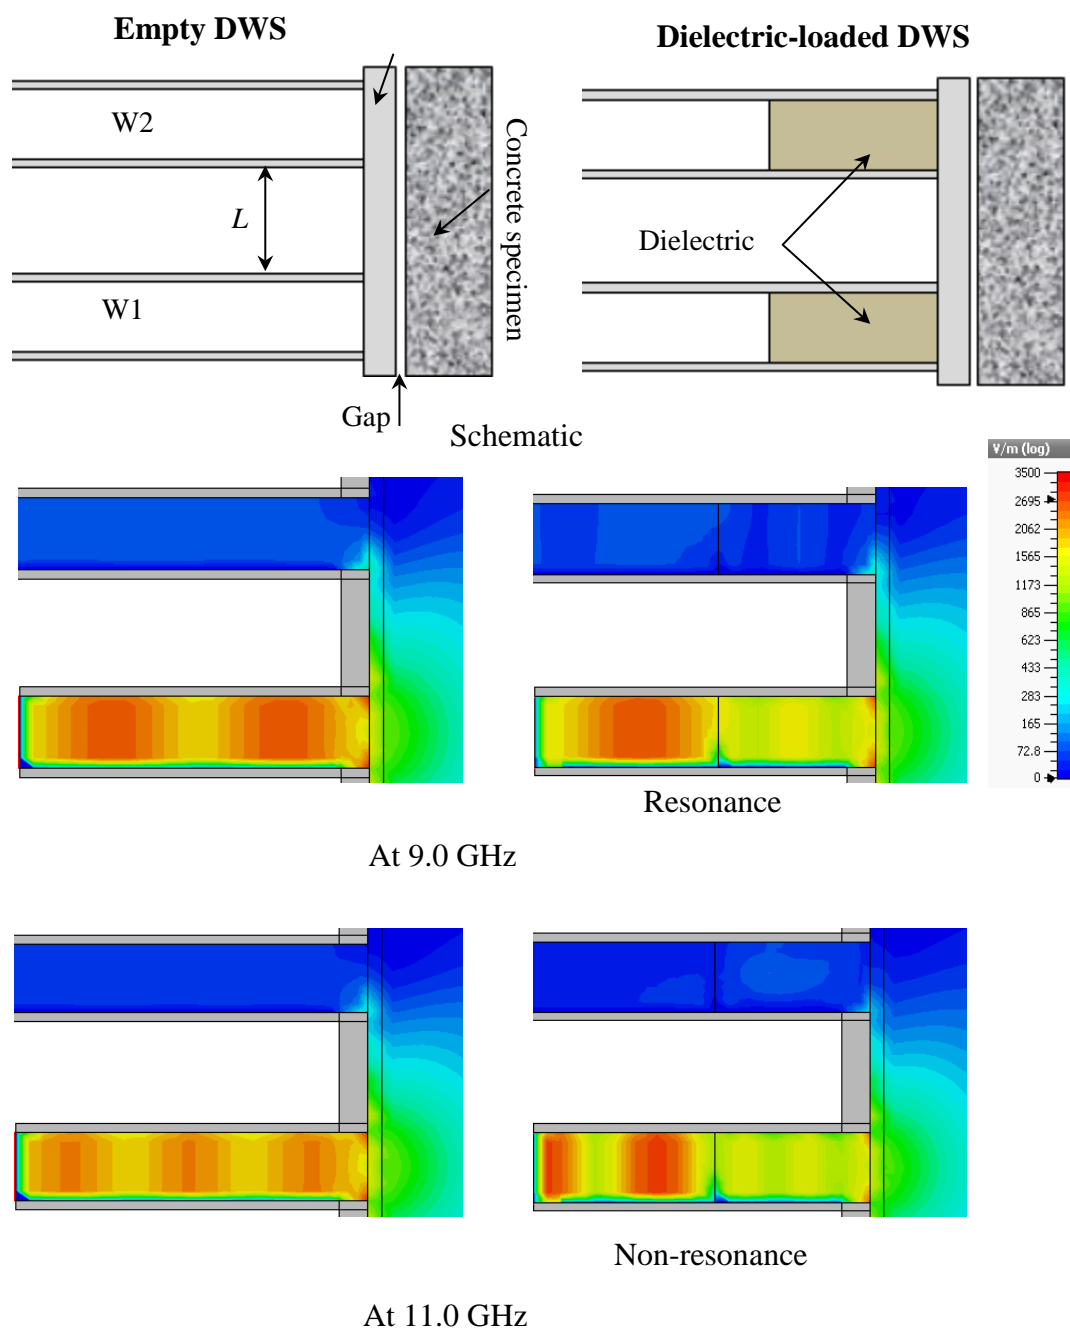 Empty DWS
Dielectric-loaded DWS
W2
L
W1
Concrete specimen
Gap
Dielectric
Schematic
V/m (log)
3500
2695
2062
1565
1173
865
623
433
283
165
72.8
0
Resonance
At 9.0 GHz
Non-resonance
At 11.0 GHz